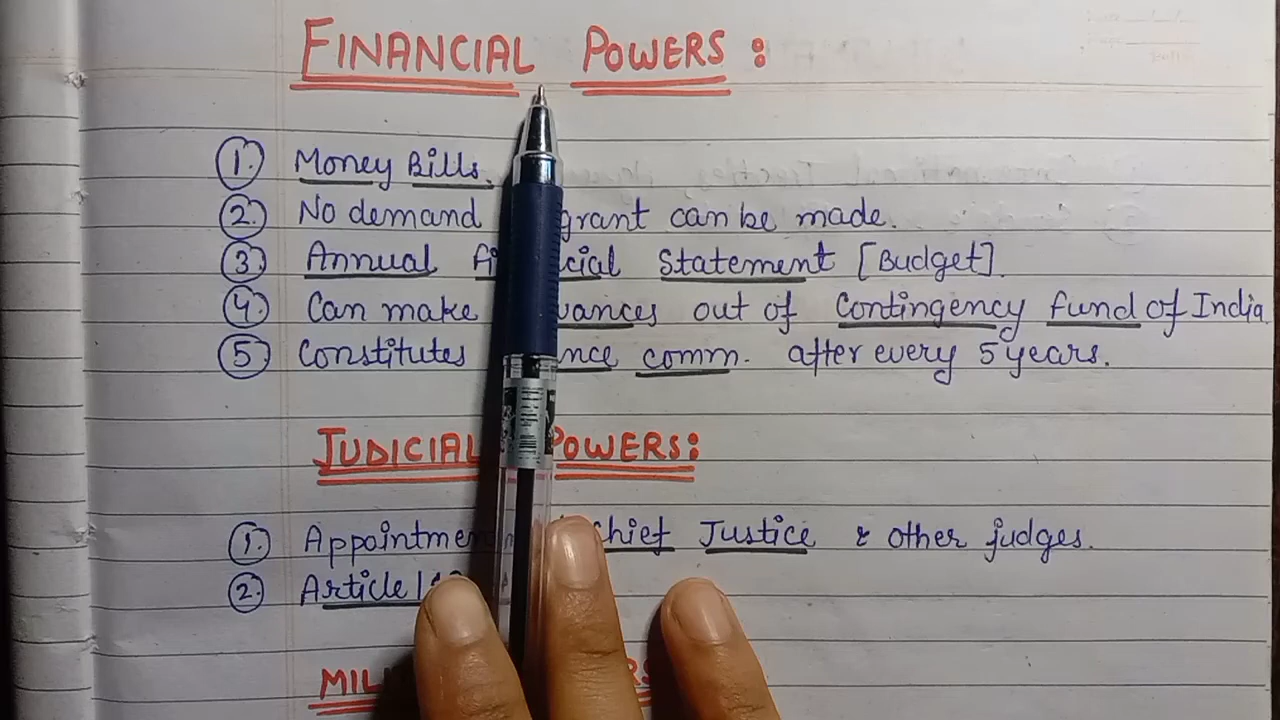 FINANCIAL POWERS:
1. Money Bills.
2. No demand grant can be made.
3. Annual Statement [Budget].
4. Can make out of Contingency Fund of India
5. Constitutes comm. after every 5 years.
JUDICIAL POWERS:
1. Chief Justice & other judges.
2. Article